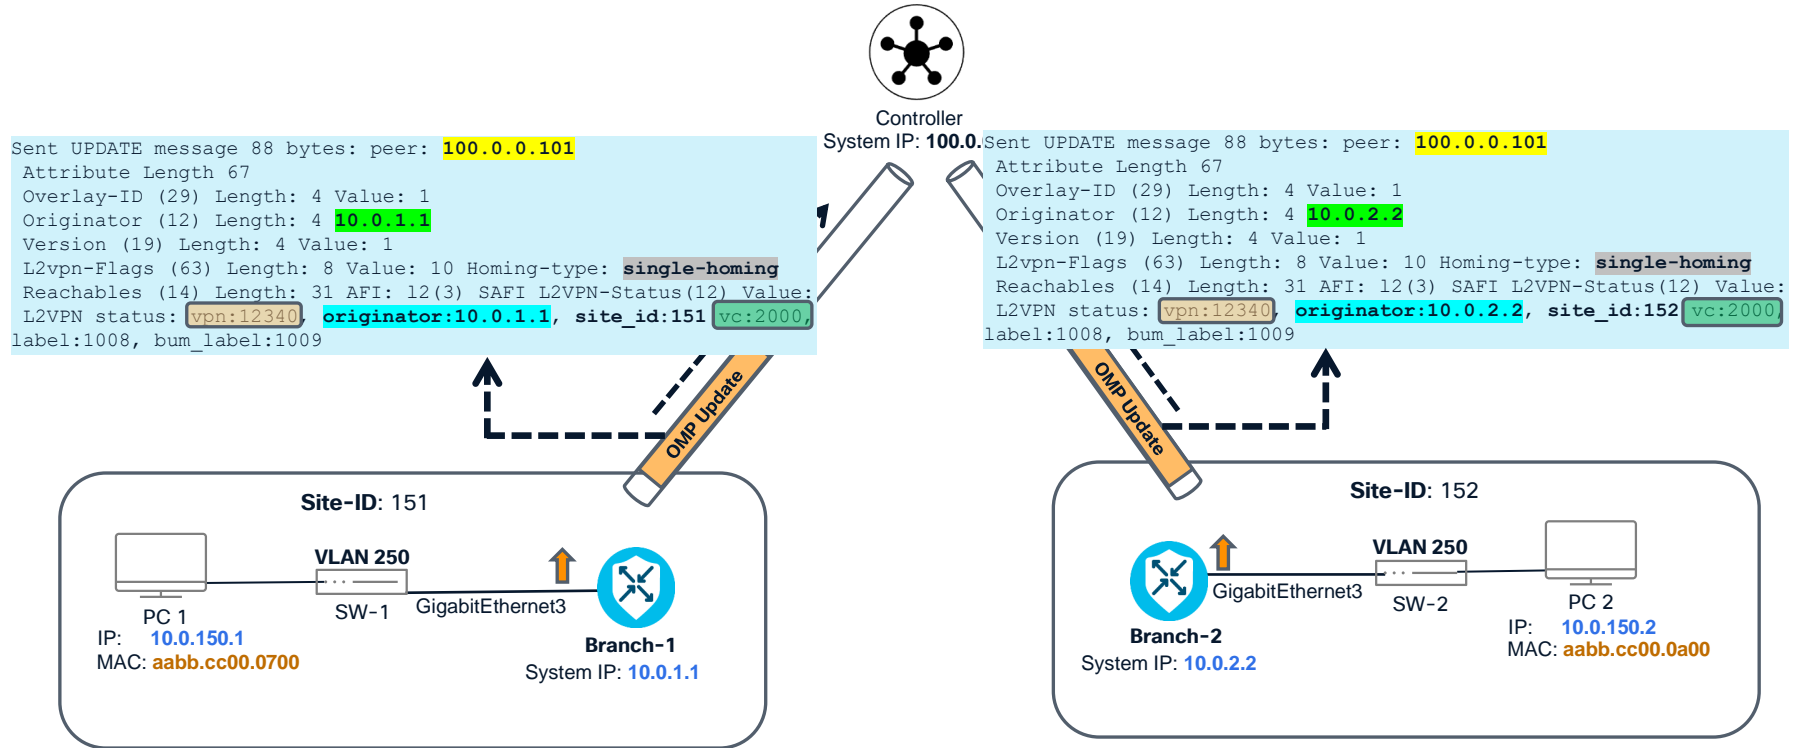 Controller
System IP: 100.0.
Sent UPDATE message 88 bytes: peer: 100.0.0.101
Attribute Length 67
Overlay-ID (29) Length: 4 Value: 1
Originator (12) Length: 4 10.0.1.1
Version (19) Length: 4 Value: 1
L2vpn-Flags (63) Length: 8 Value: 10 Homing-type: single-homing
Reachables (14) Length: 31 AFI: l2(3) SAFI L2VPN-Status(12) Value:
L2VPN status: vpn:12340, originator:10.0.1.1, site_id:151 vc:2000,
label:1008, bum_label:1009
Sent UPDATE message 88 bytes: peer: 100.0.0.101
Attribute Length 67
Overlay-ID (29) Length: 4 Value: 1
Originator (12) Length: 4 10.0.2.2
Version (19) Length: 4 Value: 1
L2vpn-Flags (63) Length: 8 Value: 10 Homing-type: single-homing
Reachables (14) Length: 31 AFI: l2(3) SAFI L2VPN-Status(12) Value:
L2VPN status: vpn:12340, originator:10.0.2.2, site_id:152 vc:2000,
label:1008, bum_label:1009
OMP Update
OMP Update
Site-ID: 151
VLAN 250
SW-1
GigabitEthernet3
PC 1
IP: 10.0.150.1
MAC: aabb.cc00.0700
Branch-1
System IP: 10.0.1.1
Site-ID: 152
VLAN 250
GigabitEthernet3
SW-2
Branch-2
System IP: 10.0.2.2
PC 2
IP: 10.0.150.2
MAC: aabb.cc00.0a00